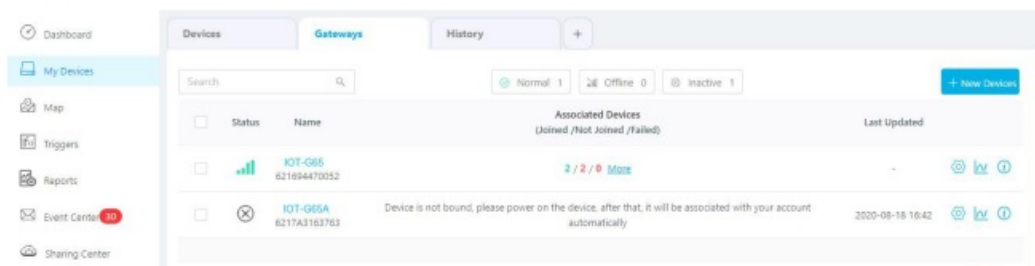 Dashboard
My Devices
Map
Triggers
Reports
Event Center 30
Sharing Center
Devices
Gateways
History
+
Search
Normal 1
Offline 0
Inactive 1
+ New Devices
Status
Name
Associated Devices
(Joined /Not Joined /Failed)
Last Updated
IOT-G65
621694470052
2 / 2 / 0 More
-
IOT-G65A
6217A3163763
Device is not bound, please power on the device, after that, it will be associated with your account
automatically
2020-08-18 16:42